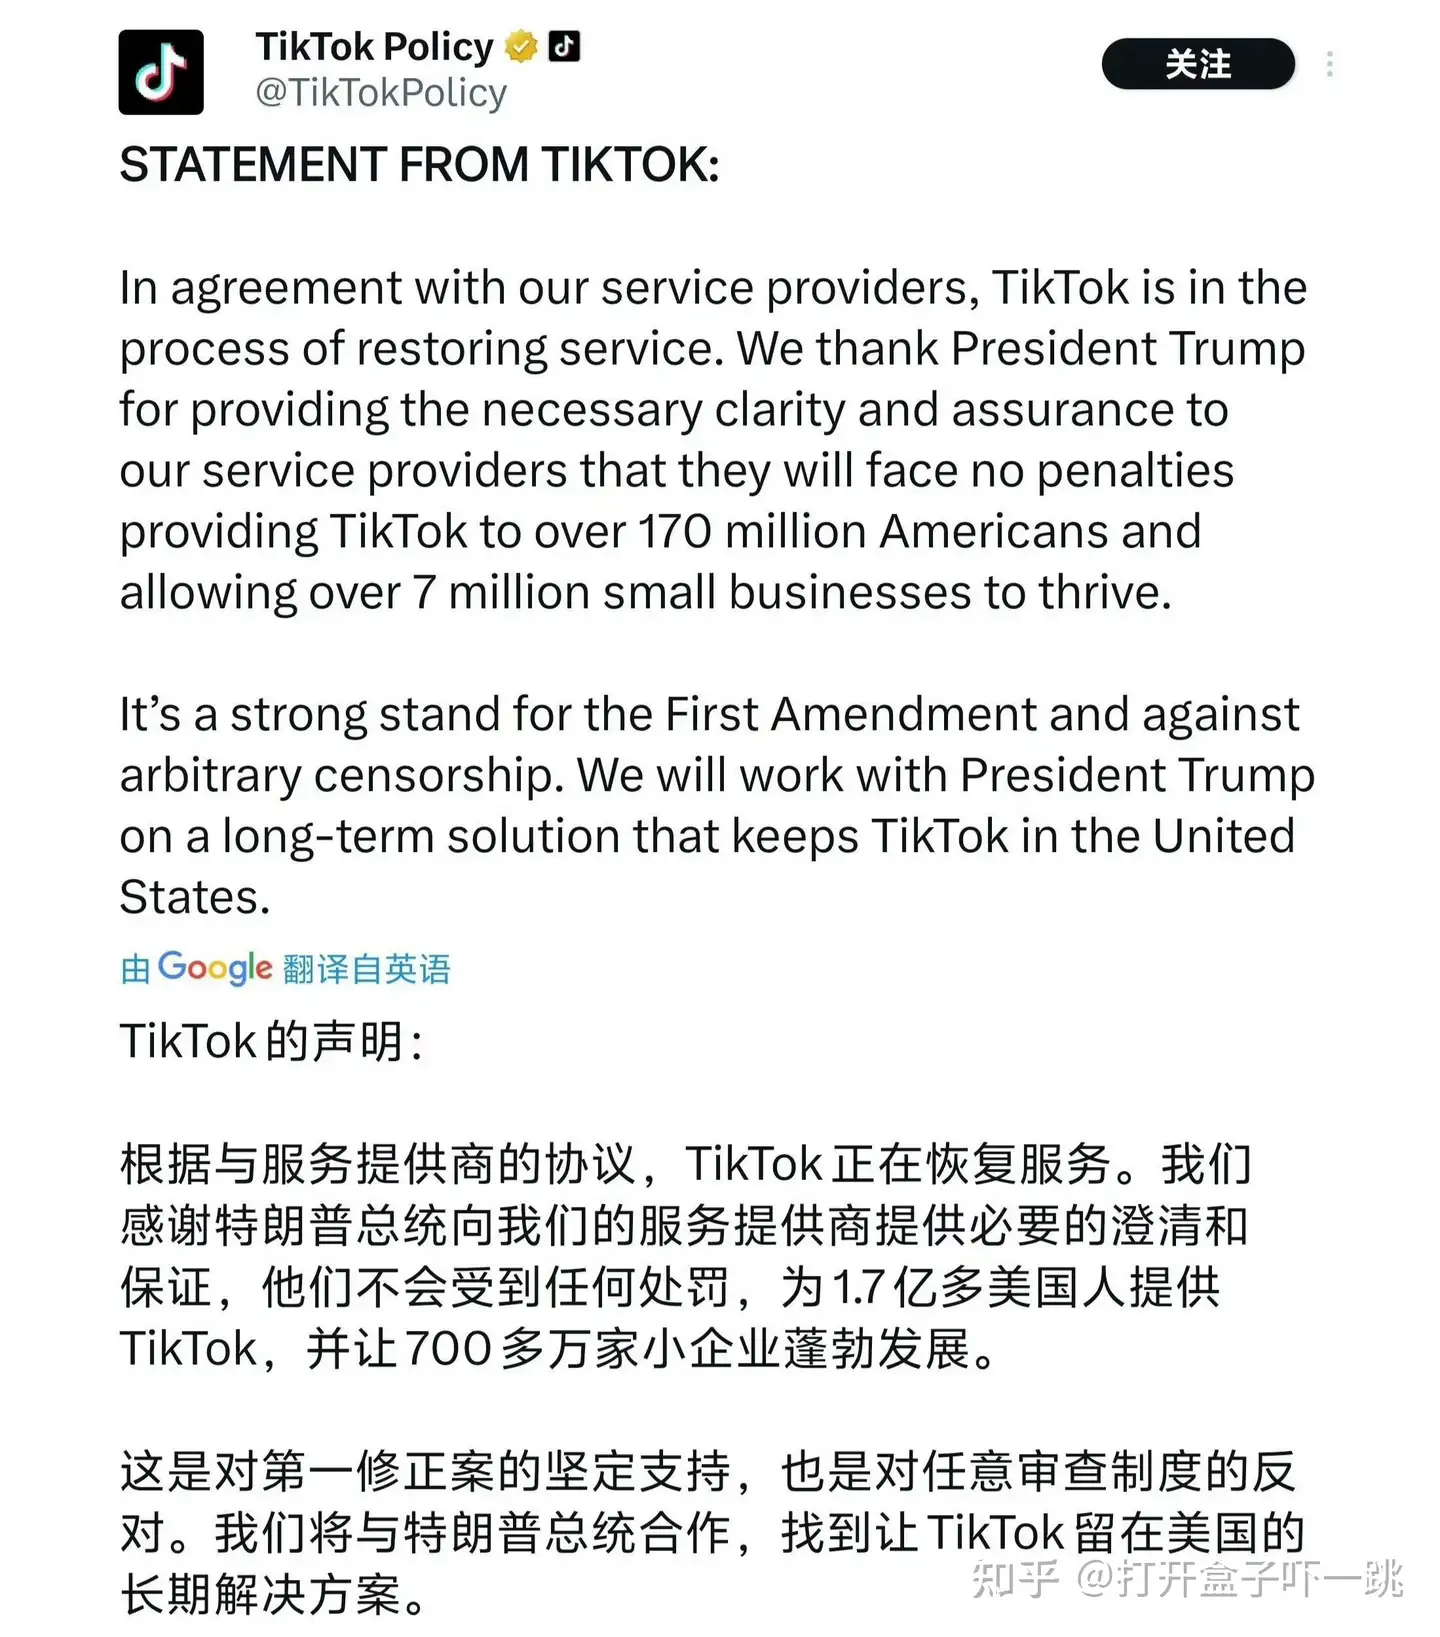 TikTok Policy
关注
@TikTokPolicy
STATEMENT FROM TIKTOK:
In agreement with our service providers, TikTok is in the
process of restoring service. We thank President Trump
for providing the necessary clarity and assurance to
our service providers that they will face no penalties
providing TikTok to over 170 million Americans and
allowing over 7 million small businesses to thrive.
It’s a strong stand for the First Amendment and against
arbitrary censorship. We will work with President Trump
on a long-term solution that keeps TikTok in the United
States.
由 Google 翻译自英语
TikTok的声明：
根据与服务提供商的协议，TikTok正在恢复服务。我们
感谢特朗普总统向我们的服务提供商提供必要的澄清和
保证，他们不会受到任何处罚，为1.7亿多美国人提供
TikTok，并让700多万家小企业蓬勃发展。
这是对第一修正案的坚定支持，也是对任意审查制度的反
对。我们将与特朗普总统合作，找到让TikTok留在美国的
长期解决方案。
知乎 @打开盒子吓一跳